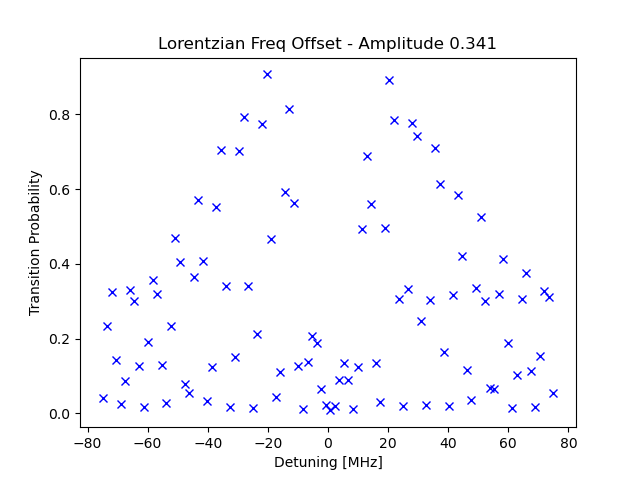 Lorentzian Freq Offset - Amplitude 0.341
0.8
0.6
0.4
0.2
0.0
Transition Probability
−80 −60 −40 −20 0 20 40 60 80
Detuning [MHz]